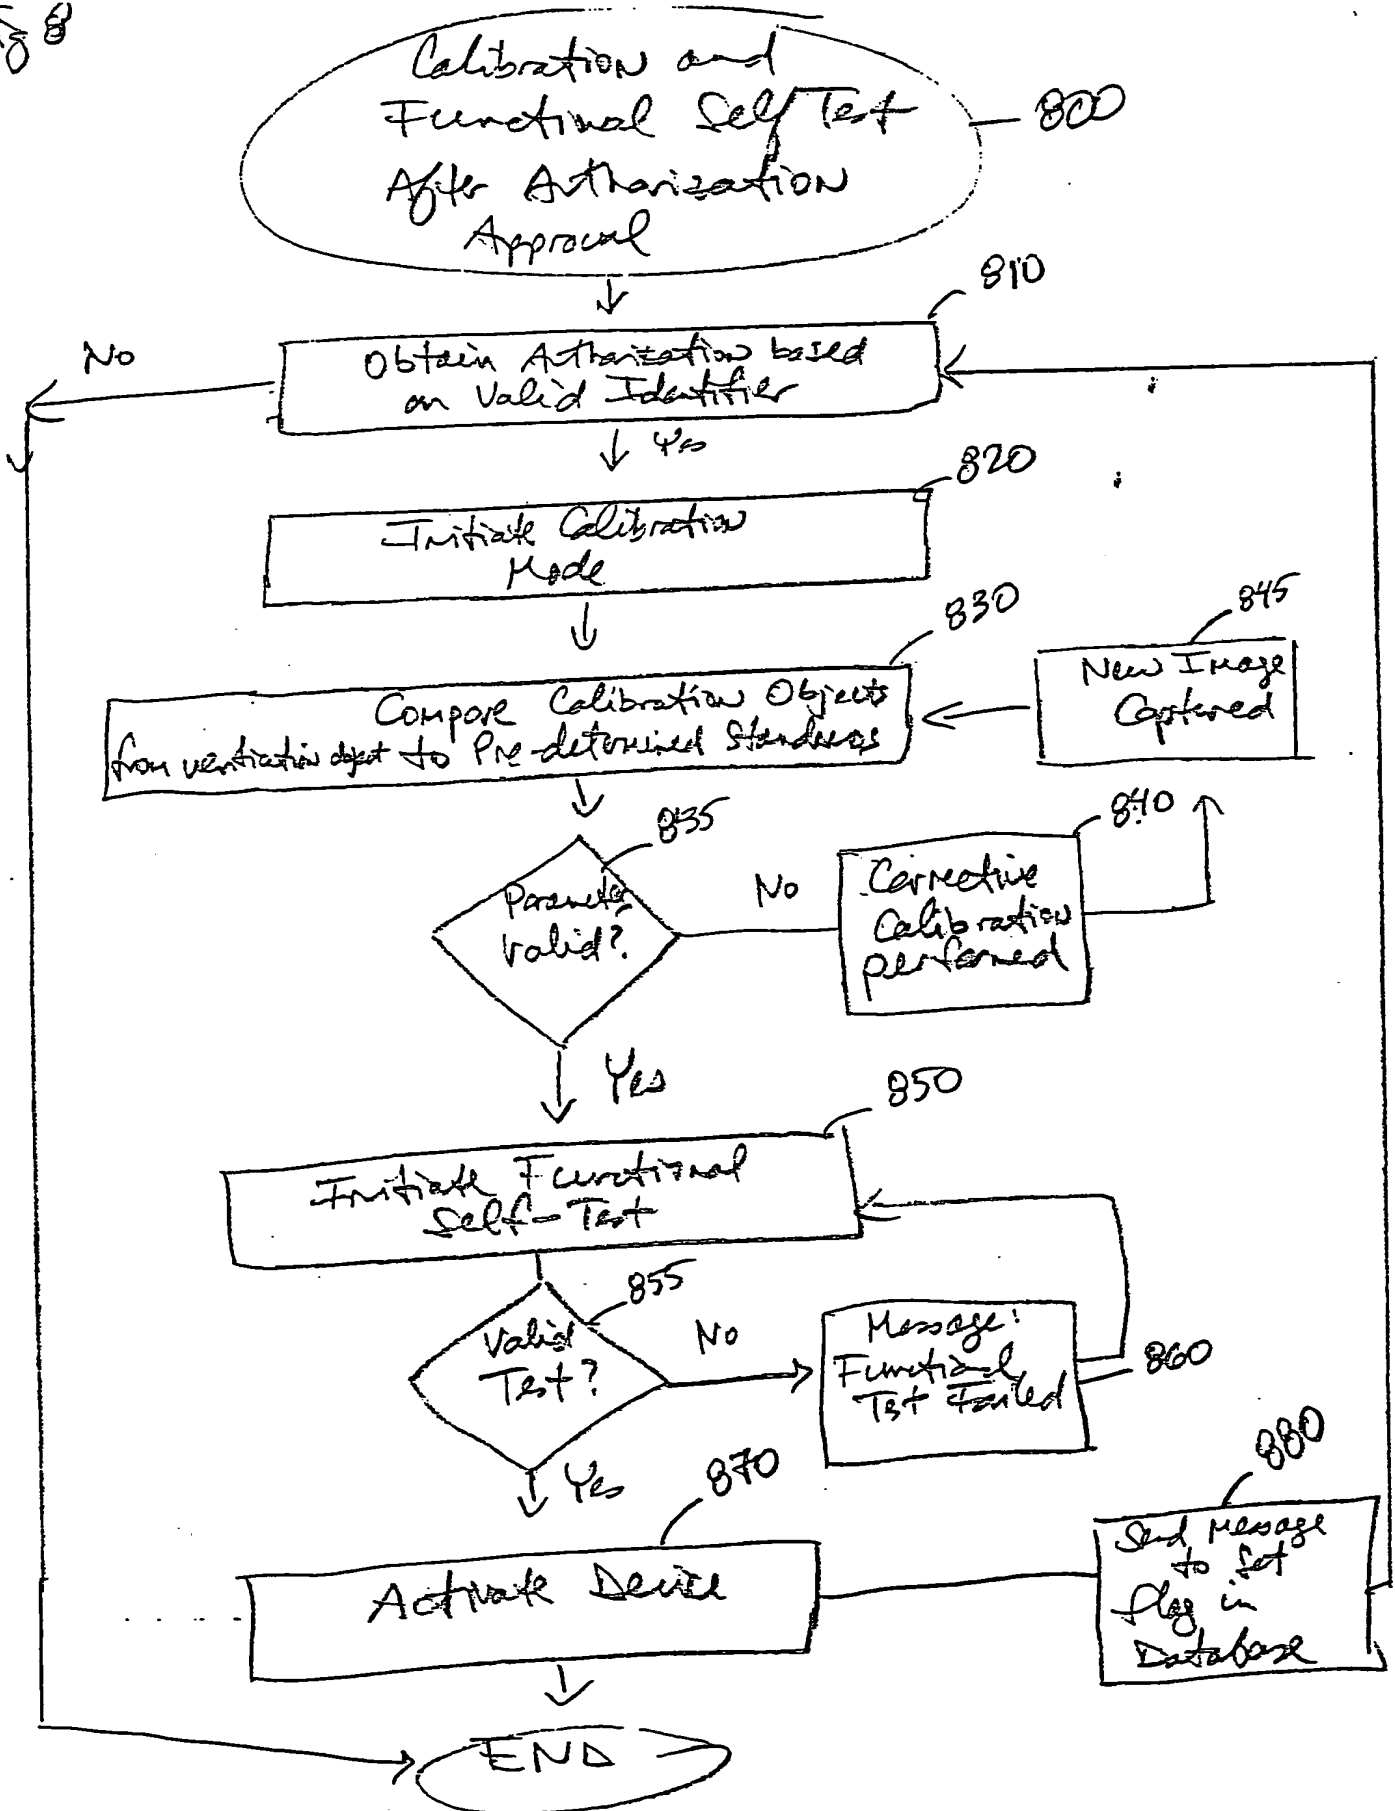 Fig 8
Calibration and
Functional Self Test
After Authorization
Approval
800
810
No
Obtain Authorization based
on Valid Identifier
Yes
820
Initiate Calibration
Mode
830
845
New Image
Captured
Compare Calibration Objects
from verification object to Pre-determined Standards
835
840
Parameter
Valid?
No
Corrective
Calibration
performed
Yes
850
Initiate Functional
Self-Test
855
Valid
Test?
No
Message:
Functional
Test Failed
860
Yes
870
880
Activate Device
Send Message
to Set
flag in
Database
END